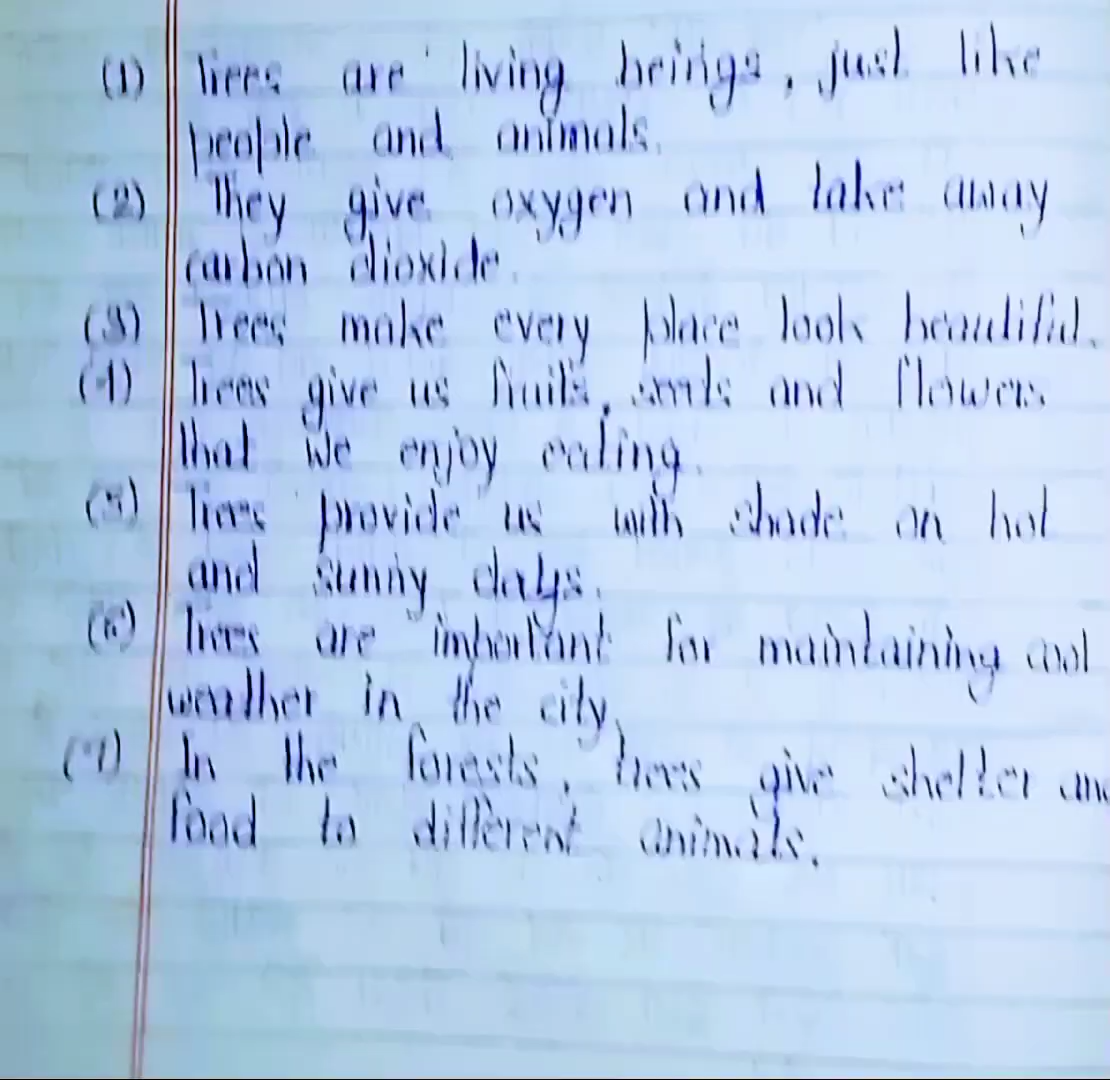 (1) Trees are living beings, just like
people and animals.
(2) They give oxygen and take away
carbon dioxide.
(3) Trees make every place look beautiful.
(4) Trees give us fruits, seeds and flowers
that we enjoy eating.
(5) Trees provide us with shade on hot
and sunny days.
(6) Trees are important for maintaining cool
weather in the city.
(7) In the forests, trees give shelter and
food to different animals.